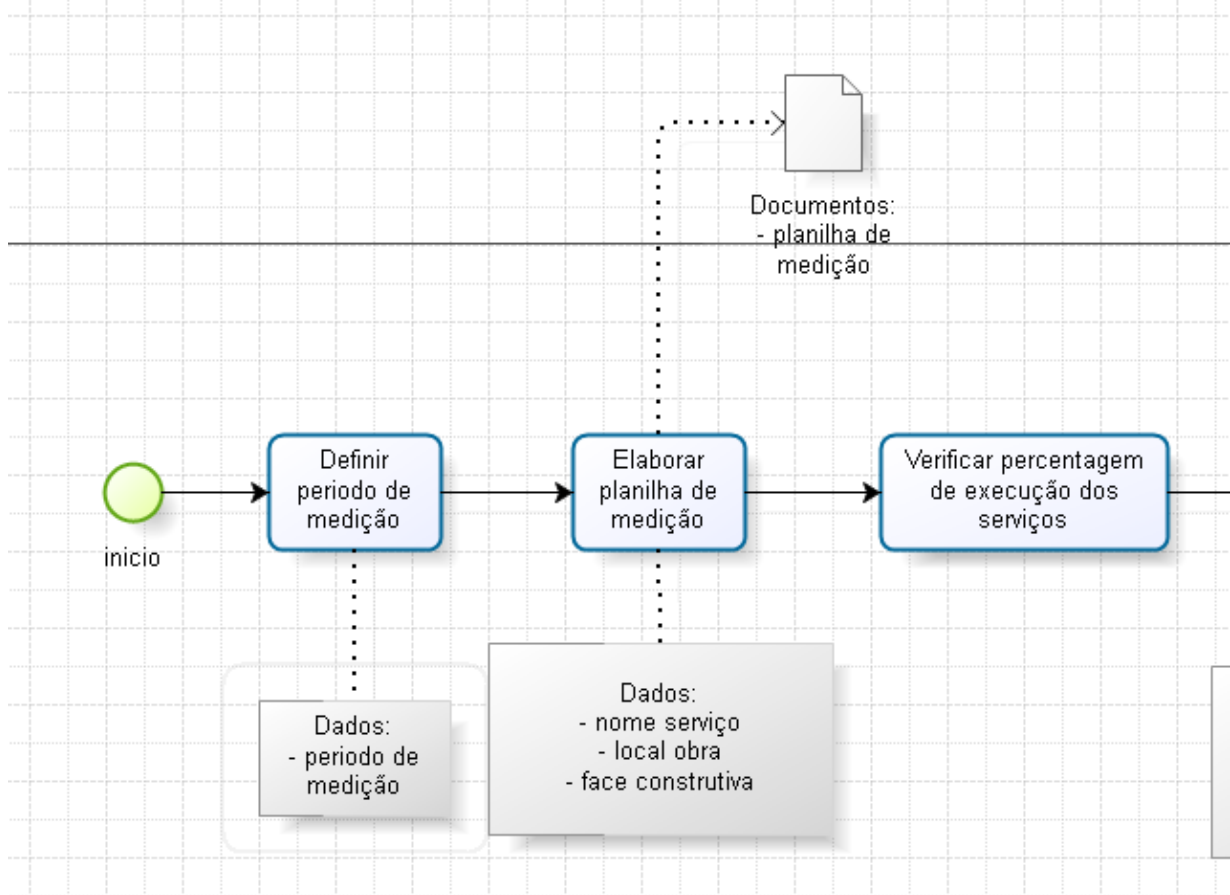 Documentos:
- planilha de
medição
Definir
periodo de
medição
Elaborar
planilha de
medição
Verificar percentagem
de execução dos
serviços
inicio
Dados:
- periodo de
medição
Dados:
- nome serviço
- local obra
- face construtiva